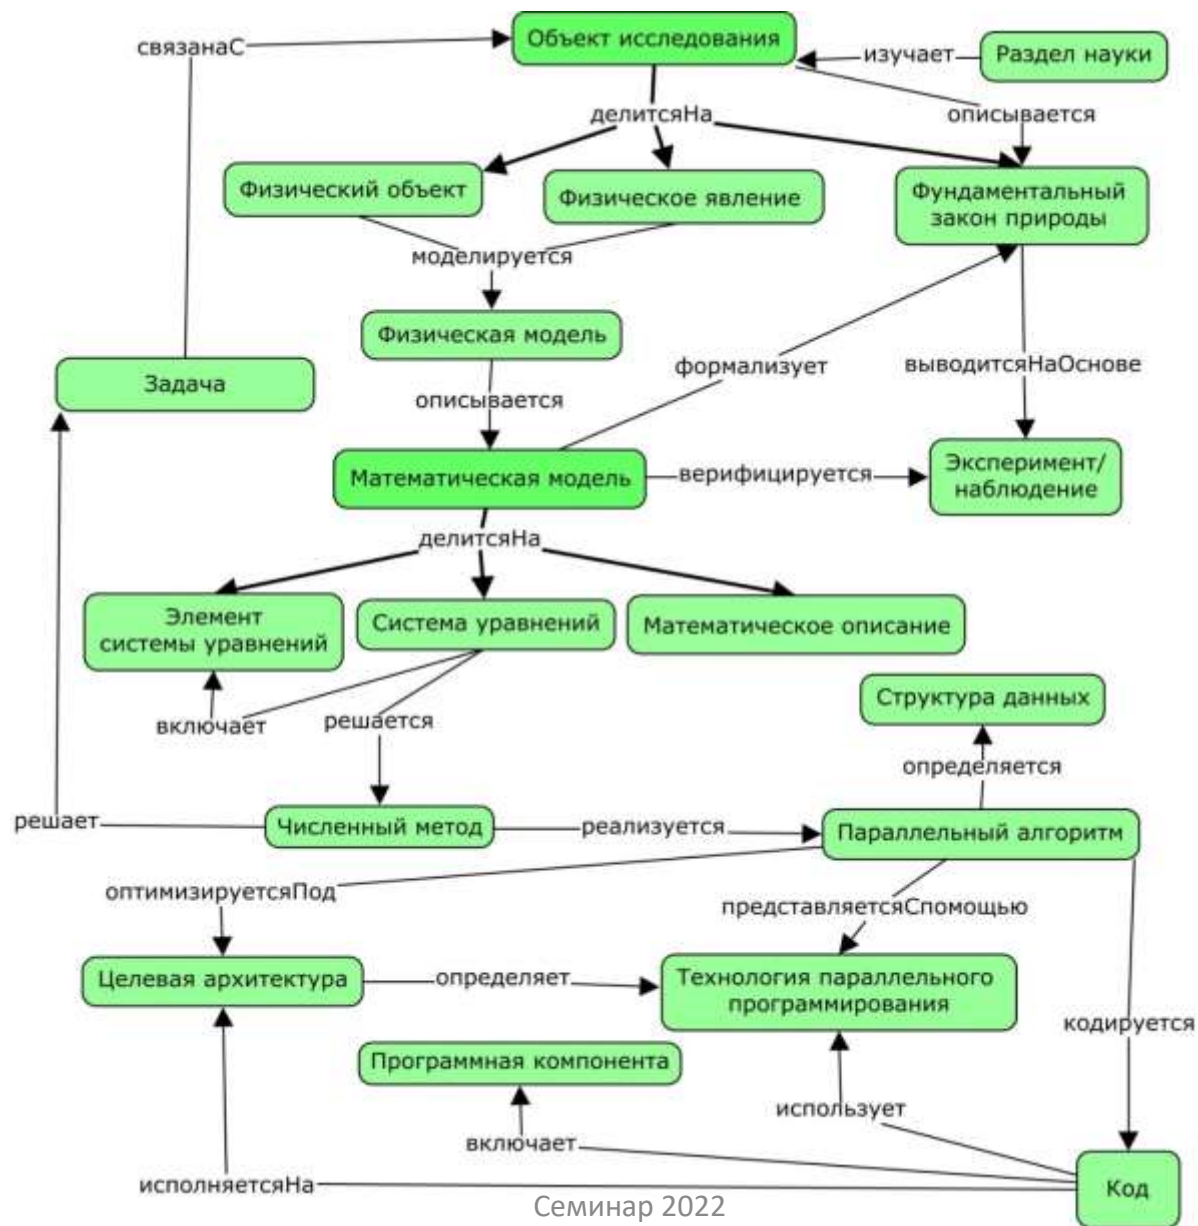 Объект исследования
связанаС
изучает
Раздел науки
делитсяНа
описывается
Физический объект
Физическое явление
Фундаментальный
закон природы
моделируется
Физическая модель
формализует
выводитсяНаОснове
Задача
описывается
Математическая модель
верифицируется
Эксперимент/
наблюдение
делитсяНа
Элемент
системы уравнений
Система уравнений
Математическое описание
включает
решается
Структура данных
определяется
решает
Численный метод
реализуется
Параллельный алгоритм
оптимизируетсяПод
представляетсяСпомощью
Целевая архитектура
определяет
Технология параллельного
программирования
кодируется
Программная компонента
использует
включает
исполняетсяНа
Код
Семинар 2022